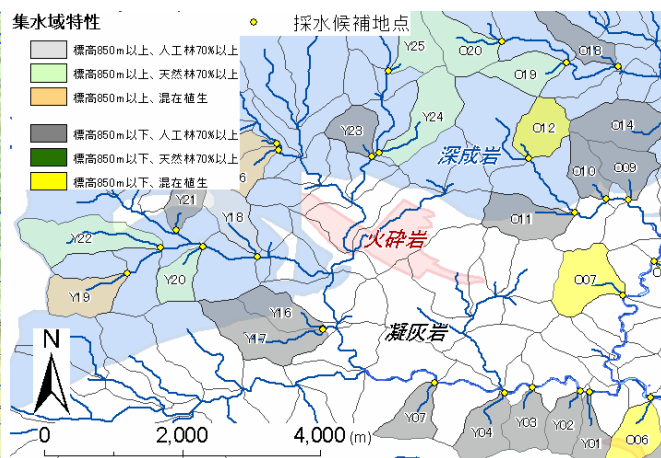 集水域特性
採水候補地点
標高850m以上、人工林70%以上
標高850m以上、天然林70%以上
標高850m以上、混在植生
標高850m以下、人工林70%以上
標高850m以下、天然林70%以上
標高850m以下、混在植生
Y25
O20
O18
O19
Y23
Y24
O12
O14
深成岩
O10
O09
6
Y21
Y18
O11
Y22
火砕岩
Y20
Y19
O07
Y16
Y17
凝灰岩
N
Y07
Y04
Y03
Y02
Y01
O06
0
2,000
4,000 (m)